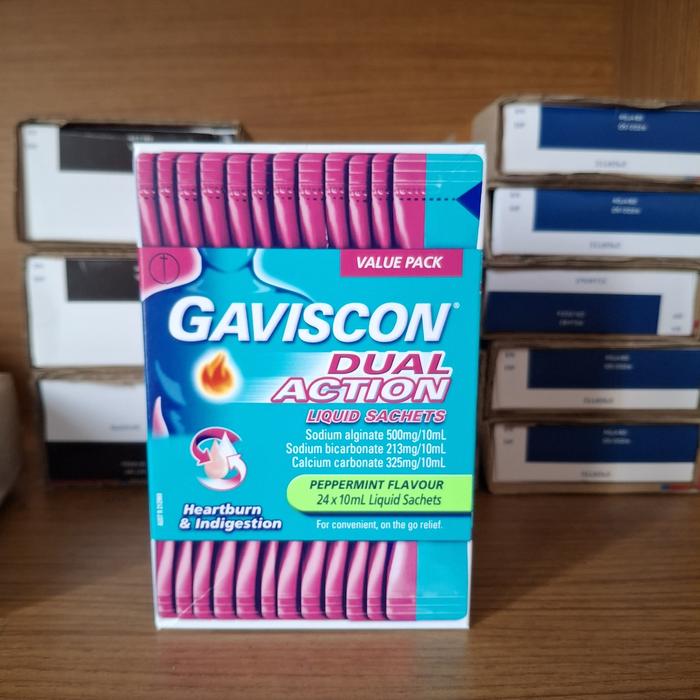 VALUE PACK
GAVISCON®
DUAL
ACTION
LIQUID SACHETS
Sodium alginate 500mg/10mL
Sodium bicarbonate 213mg/10mL
Calcium carbonate 325mg/10mL
PEPPERMINT FLAVOUR
24 x 10mL Liquid Sachets
Heartburn
& Indigestion
For convenient, on the go relief.